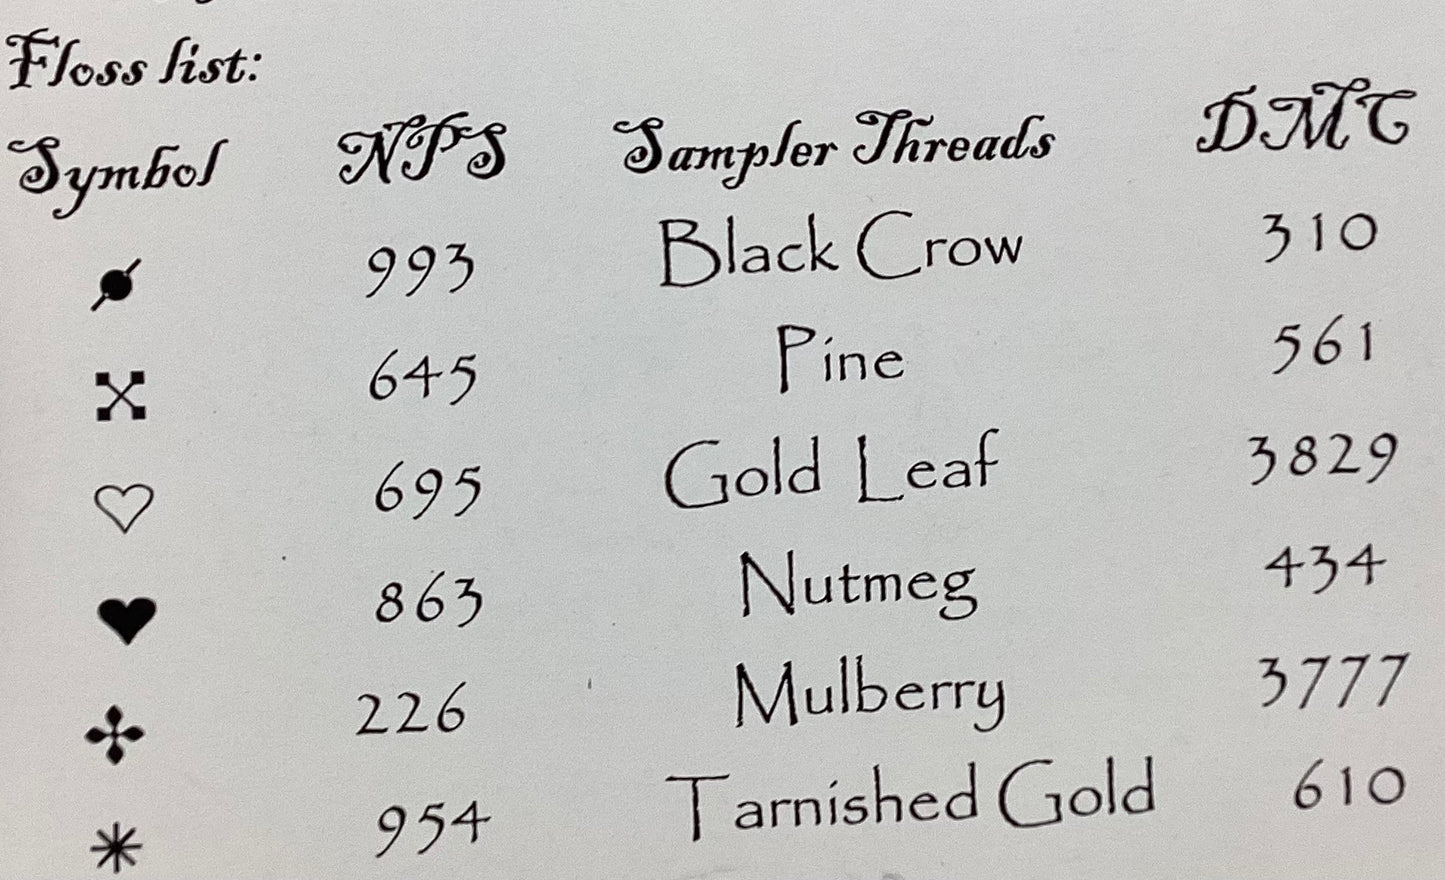 Floss list:
Symbol NPS Sampler Threads DMC
993 Black Crow 310
645 Pine 561
695 Gold Leaf 3829
863 Nutmeg 434
226 Mulberry 3777
954 Tarnished Gold 610